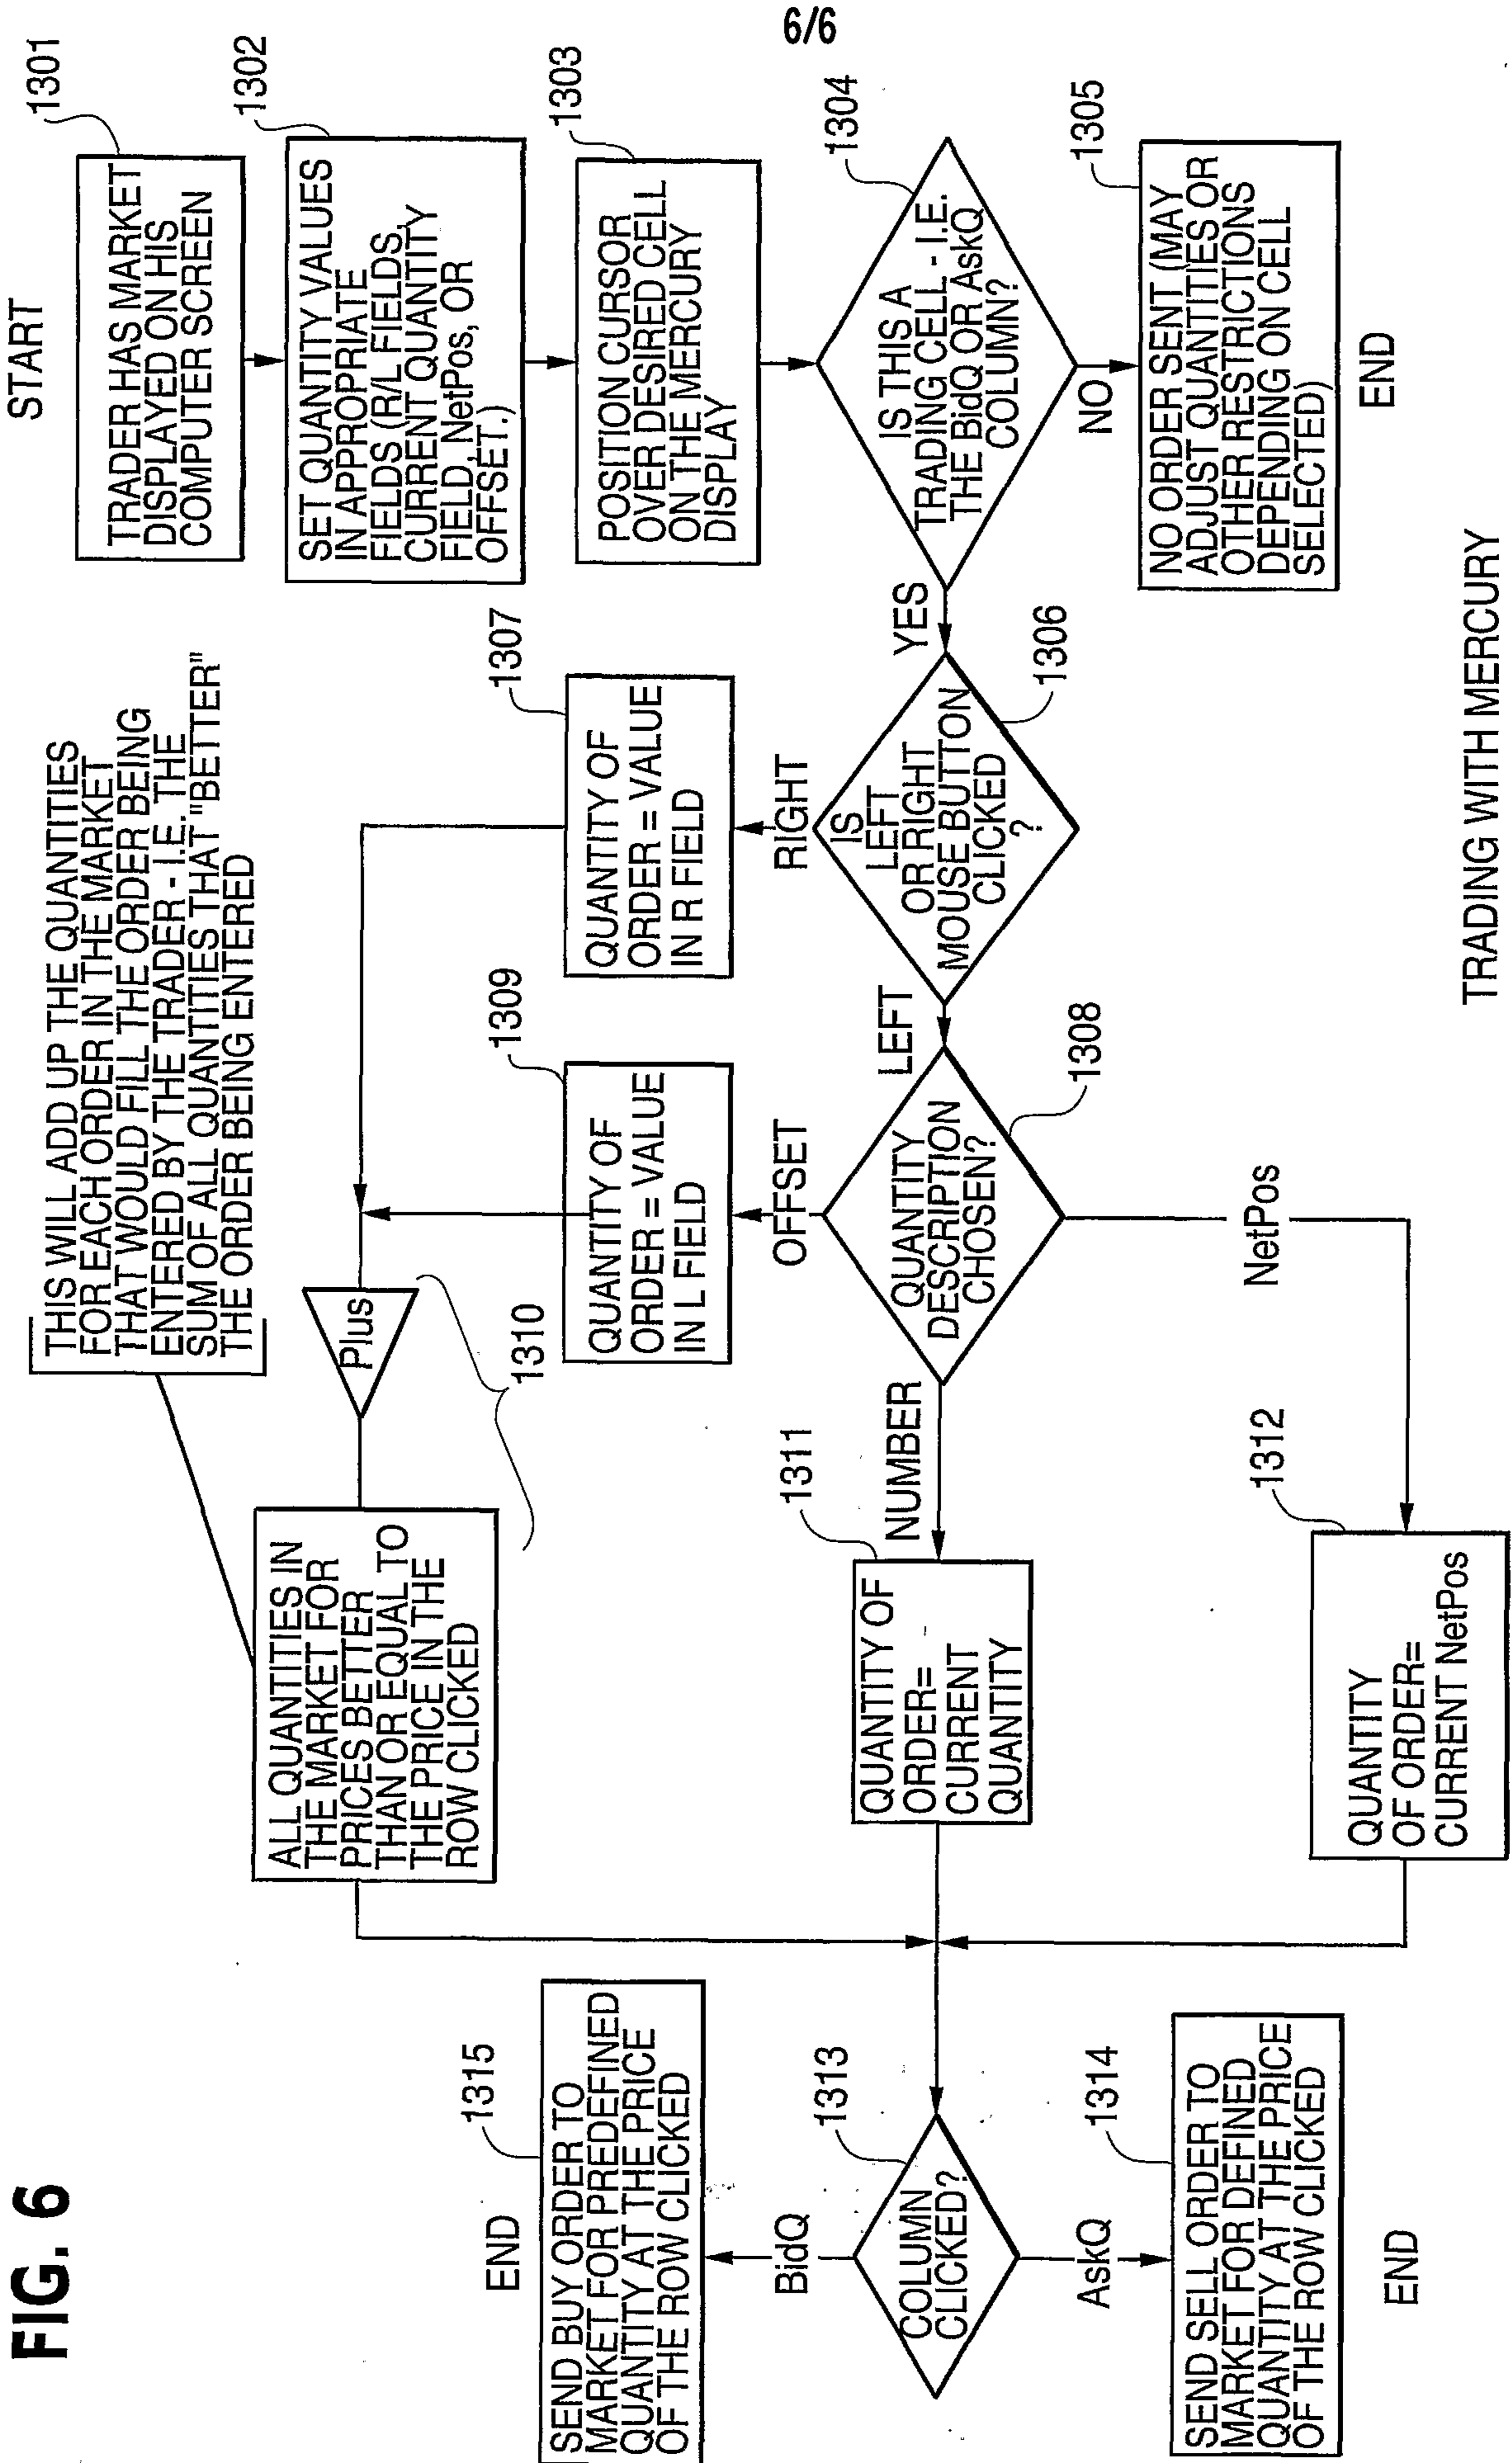 FIG. 6
9/9
START
1301
TRADER HAS MARKET
DISPLAYED ON HIS
COMPUTER SCREEN
1302
SET QUANTITY VALUES
IN APPROPRIATE
FIELDS (R/L FIELDS,
CURRENT QUANTITY
FIELD, NetPos, OR
OFFSET.)
1303
POSITION CURSOR
OVER DESIRED CELL
ON THE MERCURY
DISPLAY
1304
IS THIS A
TRADING CELL - I.E.
THE BidQ OR AskQ
COLUMN?
NO
1305
NO ORDER SENT (MAY
ADJUST QUANTITIES OR
OTHER RESTRICTIONS
DEPENDING ON CELL
SELECTED)
END
YES
1306
IS
LEFT
OR RIGHT
MOUSE BUTTON
CLICKED
?
RIGHT
1307
QUANTITY OF
ORDER = VALUE
IN R FIELD
LEFT
1308
QUANTITY
DESCRIPTION
CHOSEN?
OFFSET
1309
QUANTITY OF
ORDER = VALUE
IN L FIELD
Plus
1310
THIS WILL ADD UP THE QUANTITIES
FOR EACH ORDER IN THE MARKET
THAT WOULD FILL THE ORDER BEING
ENTERED BY THE TRADER - I.E. THE
SUM OF ALL QUANTITIES THAT "BETTER"
THE ORDER BEING ENTERED
ALL QUANTITIES IN
THE MARKET FOR
PRICES BETTER
THAN OR EQUAL TO
THE PRICE IN THE
ROW CLICKED
NUMBER
1311
QUANTITY OF
ORDER=
CURRENT
QUANTITY
NetPos
1312
QUANTITY
OF ORDER=
CURRENT NetPos
1313
COLUMN
CLICKED?
BidQ
1315
SEND BUY ORDER TO
MARKET FOR PREDEFINED
QUANTITY AT THE PRICE
OF THE ROW CLICKED
END
AskQ
1314
SEND SELL ORDER TO
MARKET FOR DEFINED
QUANTITY AT THE PRICE
OF THE ROW CLICKED
END
TRADING WITH MERCURY